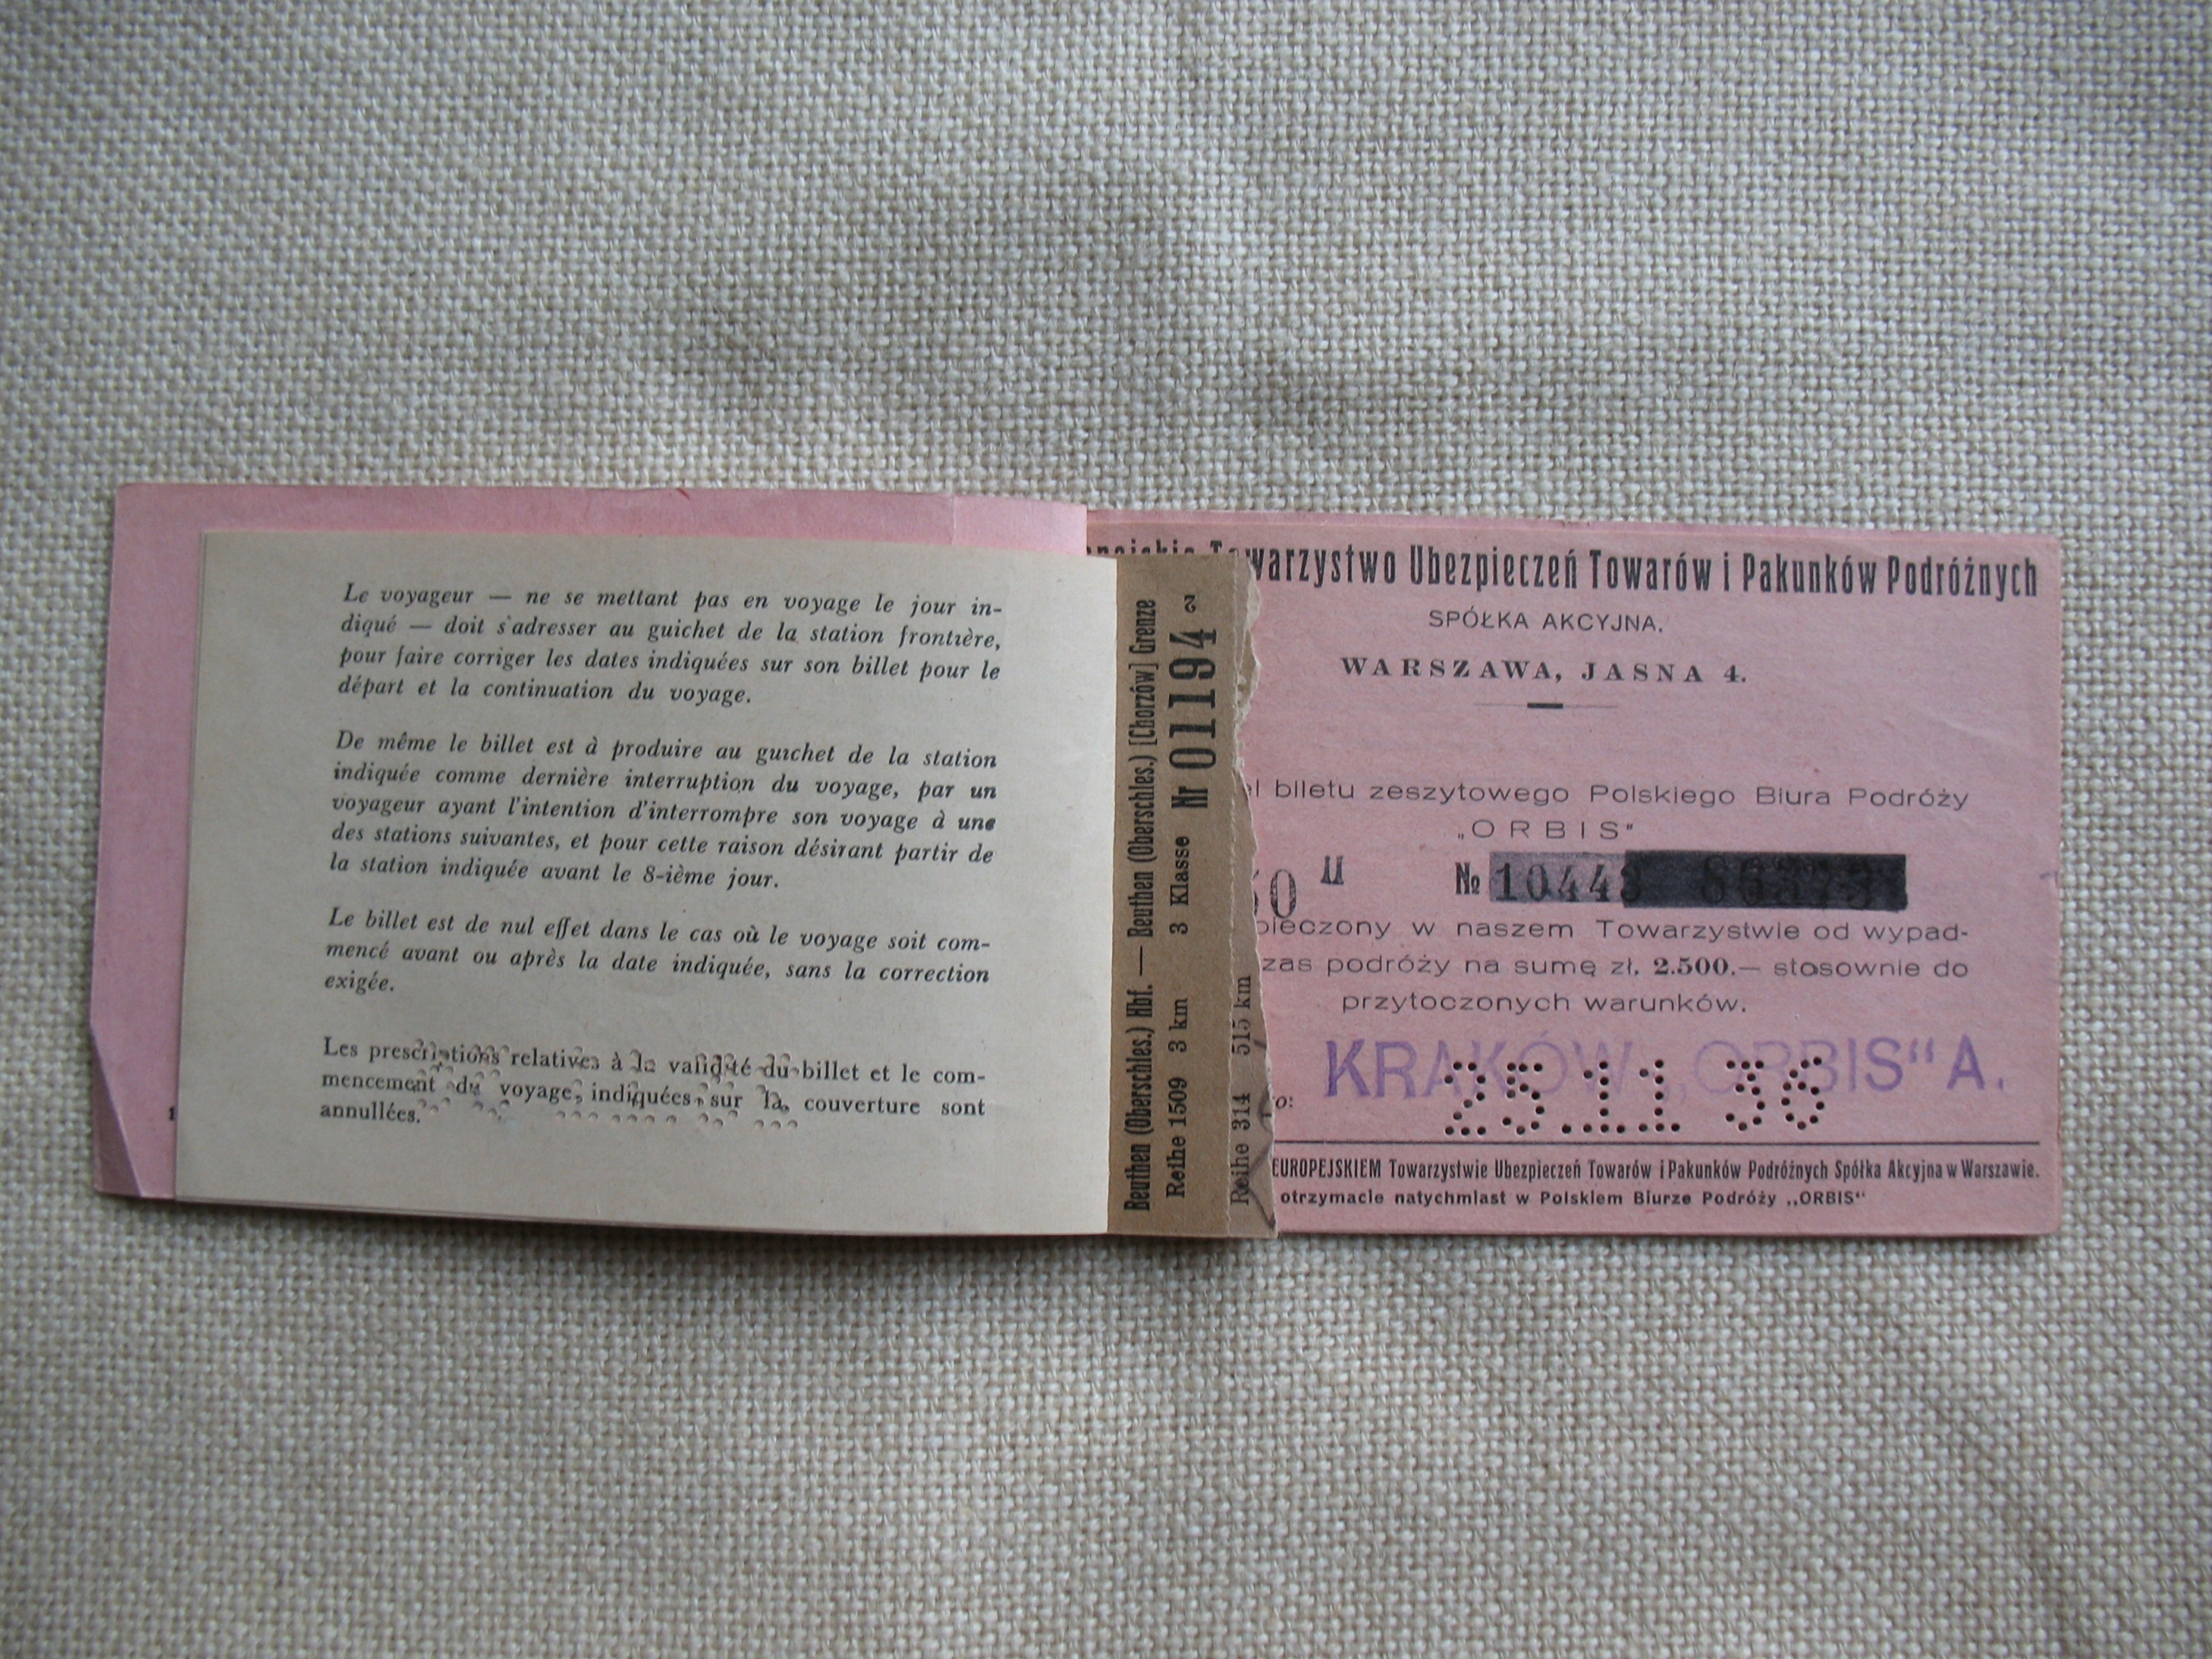 Le voyageur — ne se mettant pas en voyage le jour in-
diqué — doit s'adresser au guichet de la station frontière,
pour faire corriger les dates indiquées sur son billet pour le
départ et la continuation du voyage.
De même le billet est à produire au guichet de la station
indiquée comme dernière interruption du voyage, par un
voyageur ayant l'intention d'interrompre son voyage à une
des stations suivantes, et pour cette raison désirant partir de
la station indiquée avant le 8-ième jour.
Le billet est de nul effet dans le cas où le voyage soit com-
mencé avant ou après la date indiquée, sans la correction
exigée.
Les prescriptions relatives à la validité du billet et le com-
mencement du voyage, indiquées sur la couverture sont
annullées.
Beuthen (Oberschles.) Hbf. — Beuthen (Oberschles.) [Chorzów] Grenze
Reihe 1509 3 km 3 Klasse Nr 01194 2
Reihe 314 515 km
Towarzystwo Ubezpieczeń Towarów i Pakunków Podróżnych
SPÓŁKA AKCYJNA.
WARSZAWA, JASNA 4.
biletu zeszytowego Polskiego Biura Podróży
„ORBIS"
II № 10443 86373
w naszem Towarzystwie od wypad-
podróży na sumę zł. 2.500.— stosownie do
przytoczonych warunków.
KRAKÓW „ORBIS" A.
25.11 36
EUROPEJSKIEM Towarzystwie Ubezpieczeń Towarów i Pakunków Podróżnych Spółka Akcyjna w Warszawie.
otrzymacie natychmiast w Polskiem Biurze Podróży „ORBIS"